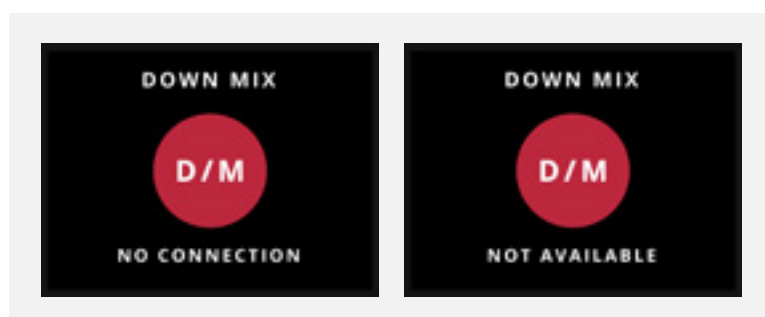 DOWN MIX
D/M
NO CONNECTION
DOWN MIX
D/M
NOT AVAILABLE